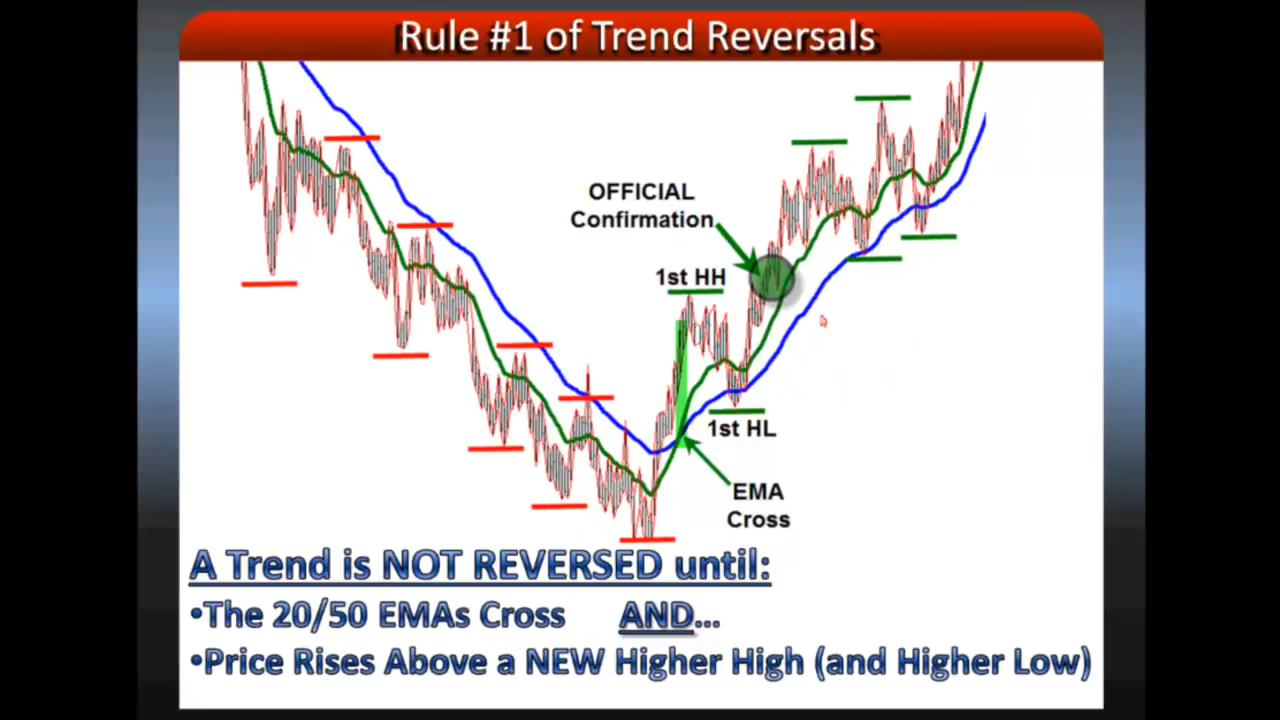 Rule #1 of Trend Reversals
OFFICIAL
Confirmation
1st HH
1st HL
EMA
Cross
A Trend is NOT REVERSED until:
•The 20/50 EMAs Cross AND...
•Price Rises Above a NEW Higher High (and Higher Low)